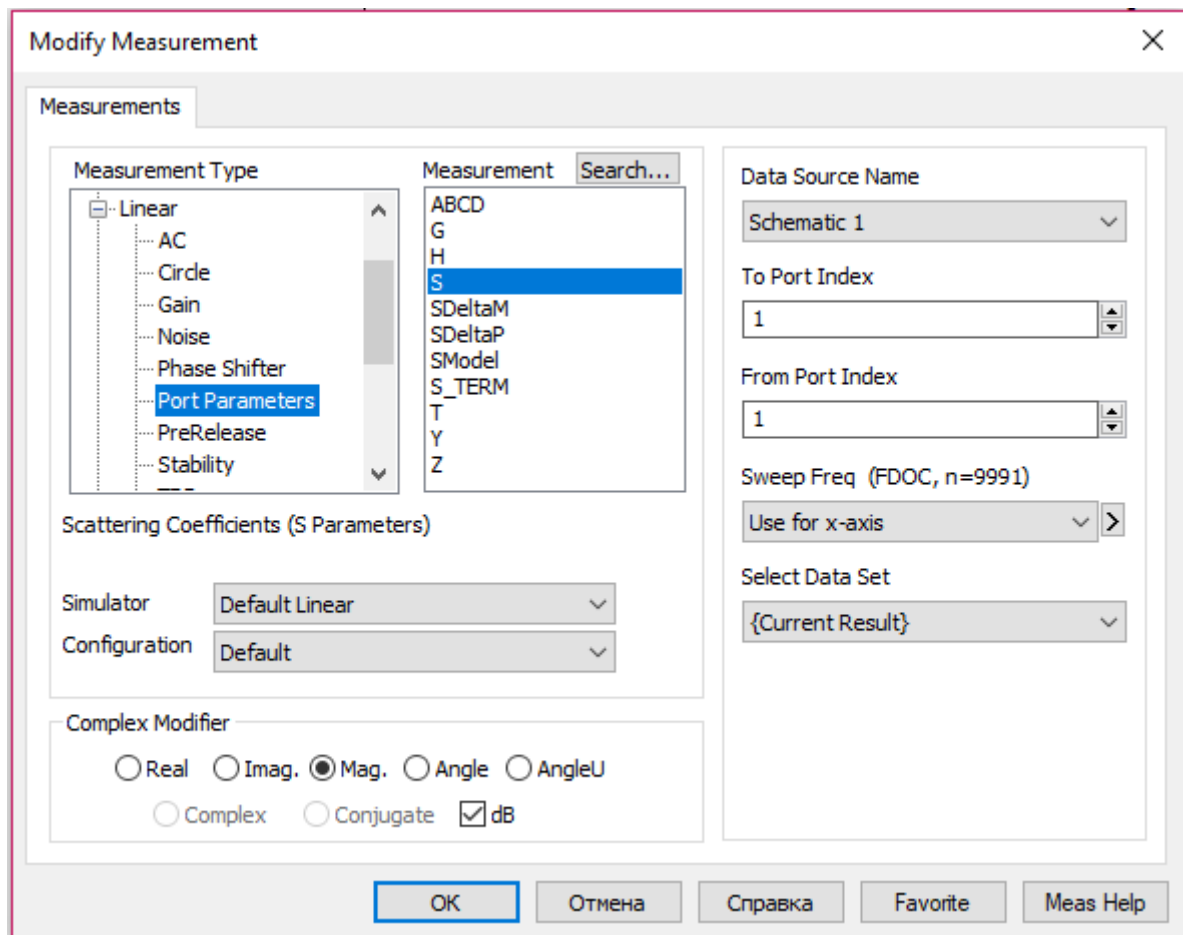 Modify Measurement
Measurements
Measurement Type
Linear
AC
Circle
Gain
Noise
Phase Shifter
Port Parameters
PreRelease
Stability
Measurement
Search...
ABCD
G
H
S
SDeltaM
SDeltaP
SModel
S_TERM
T
Y
Z
Scattering Coefficients (S Parameters)
Simulator Default Linear
Configuration Default
Complex Modifier
Real Imag. Mag. Angle AngleU
Complex Conjugate dB
Data Source Name
Schematic 1
To Port Index
1
From Port Index
1
Sweep Freq (FDOC, n=9991)
Use for x-axis >
Select Data Set
{Current Result}
OK Отмена Справка Favorite Meas Help